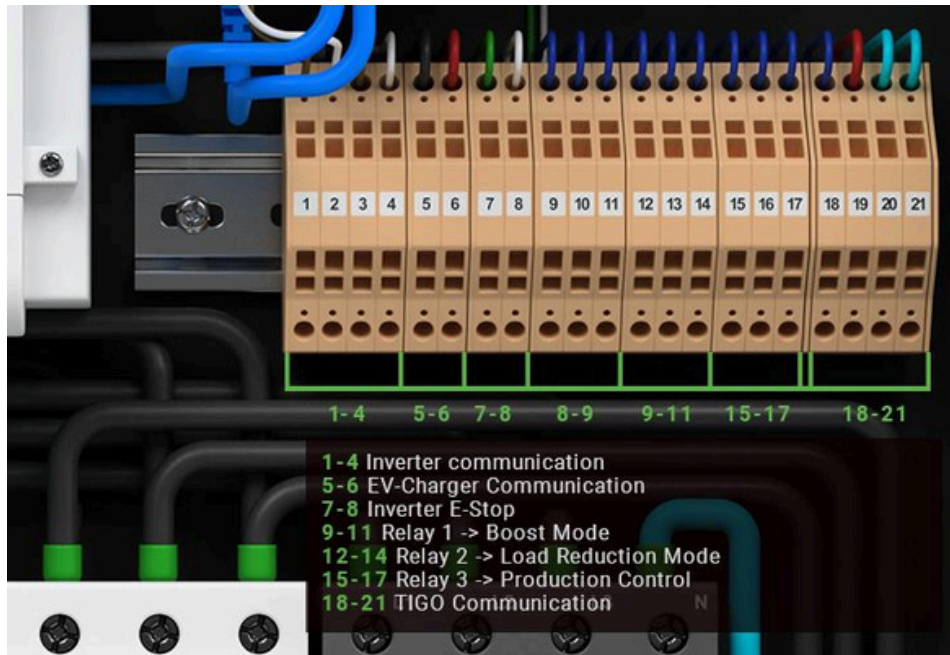 1 2 3 4 5 6 7 8 9 10 11 12 13 14 15 16 17 18 19 20 21
1-4 5-6 7-8 8-9 9-11 15-17 18-21
1-4 Inverter communication
5-6 EV-Charger Communication
7-8 Inverter E-Stop
9-11 Relay 1 -> Boost Mode
12-14 Relay 2 -> Load Reduction Mode
15-17 Relay 3 -> Production Control
18-21 TIGO Communication
N